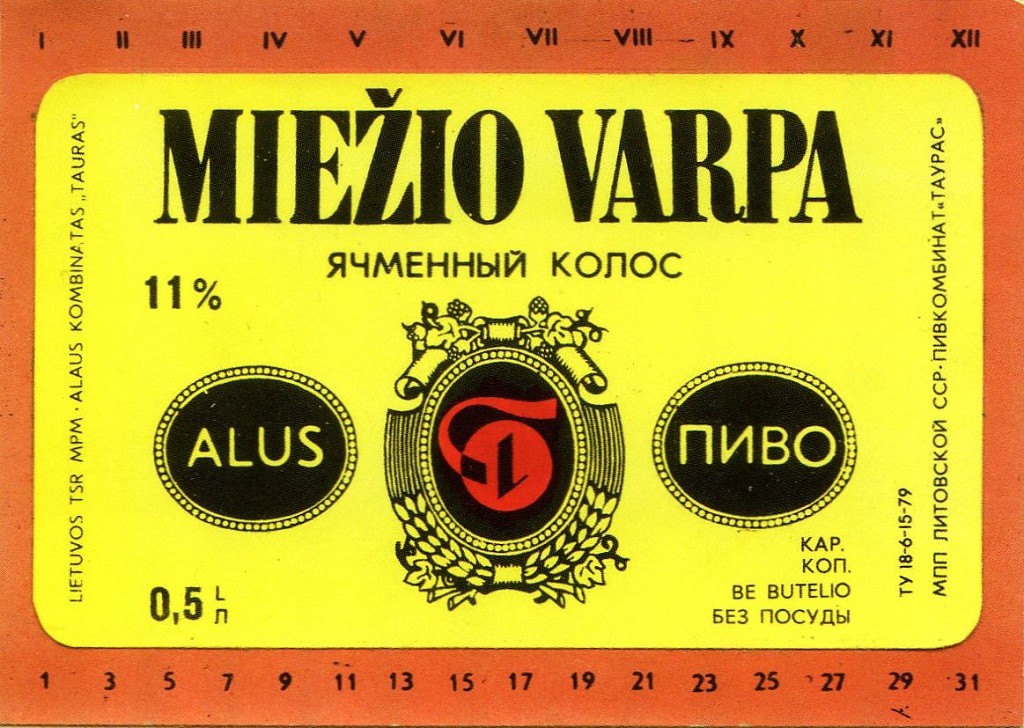 I II III IV V VI VII VIII IX X XI XII
MIEŽIO VARPA
ЯЧМЕННЫЙ КОЛОС
11%
ALUS
ПИВО
0,5 L
Л
КАР.
КОП.
BE BUTELIO
БЕЗ ПОСУДЫ
LIETUVOS TSR MPM · ALAUS KOMBINATAS „TAURAS“
ТУ 18-6-15-79
МПП ЛИТОВСКОЙ ССР·ПИВКОМБИНАТ «ТАУРАС»
1 3 5 7 9 11 13 15 17 19 21 23 25 27 29 31